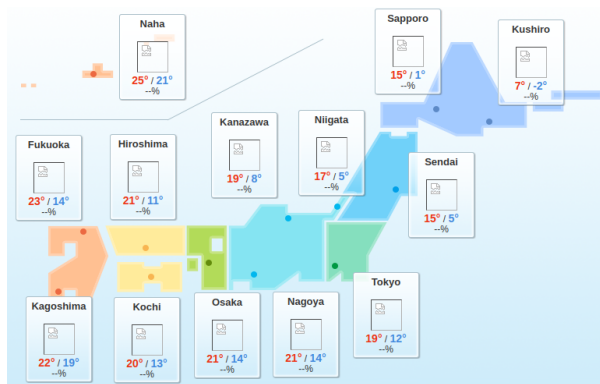 Naha
25° / 21°
--%
Sapporo
15° / 1°
--%
Kushiro
7° / -2°
--%
Kanazawa
19° / 8°
--%
Niigata
17° / 5°
--%
Fukuoka
23° / 14°
--%
Hiroshima
21° / 11°
--%
Sendai
15° / 5°
--%
Kagoshima
22° / 19°
--%
Kochi
20° / 13°
--%
Osaka
21° / 14°
--%
Nagoya
21° / 14°
--%
Tokyo
19° / 12°
--%